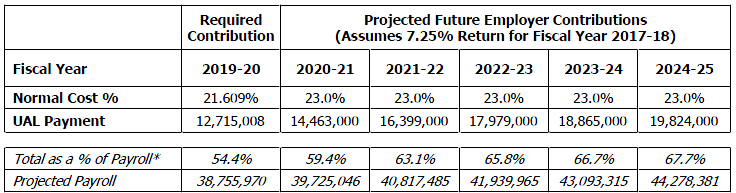 Required Contribution Projected Future Employer Contributions
(Assumes 7.25% Return for Fiscal Year 2017-18)
Fiscal Year 2019-20 2020-21 2021-22 2022-23 2023-24 2024-25
Normal Cost % 21.609% 23.0% 23.0% 23.0% 23.0% 23.0%
UAL Payment 12,715,008 14,463,000 16,399,000 17,979,000 18,865,000 19,824,000
Total as a % of Payroll* 54.4% 59.4% 63.1% 65.8% 66.7% 67.7%
Projected Payroll 38,755,970 39,725,046 40,817,485 41,939,965 43,093,315 44,278,381